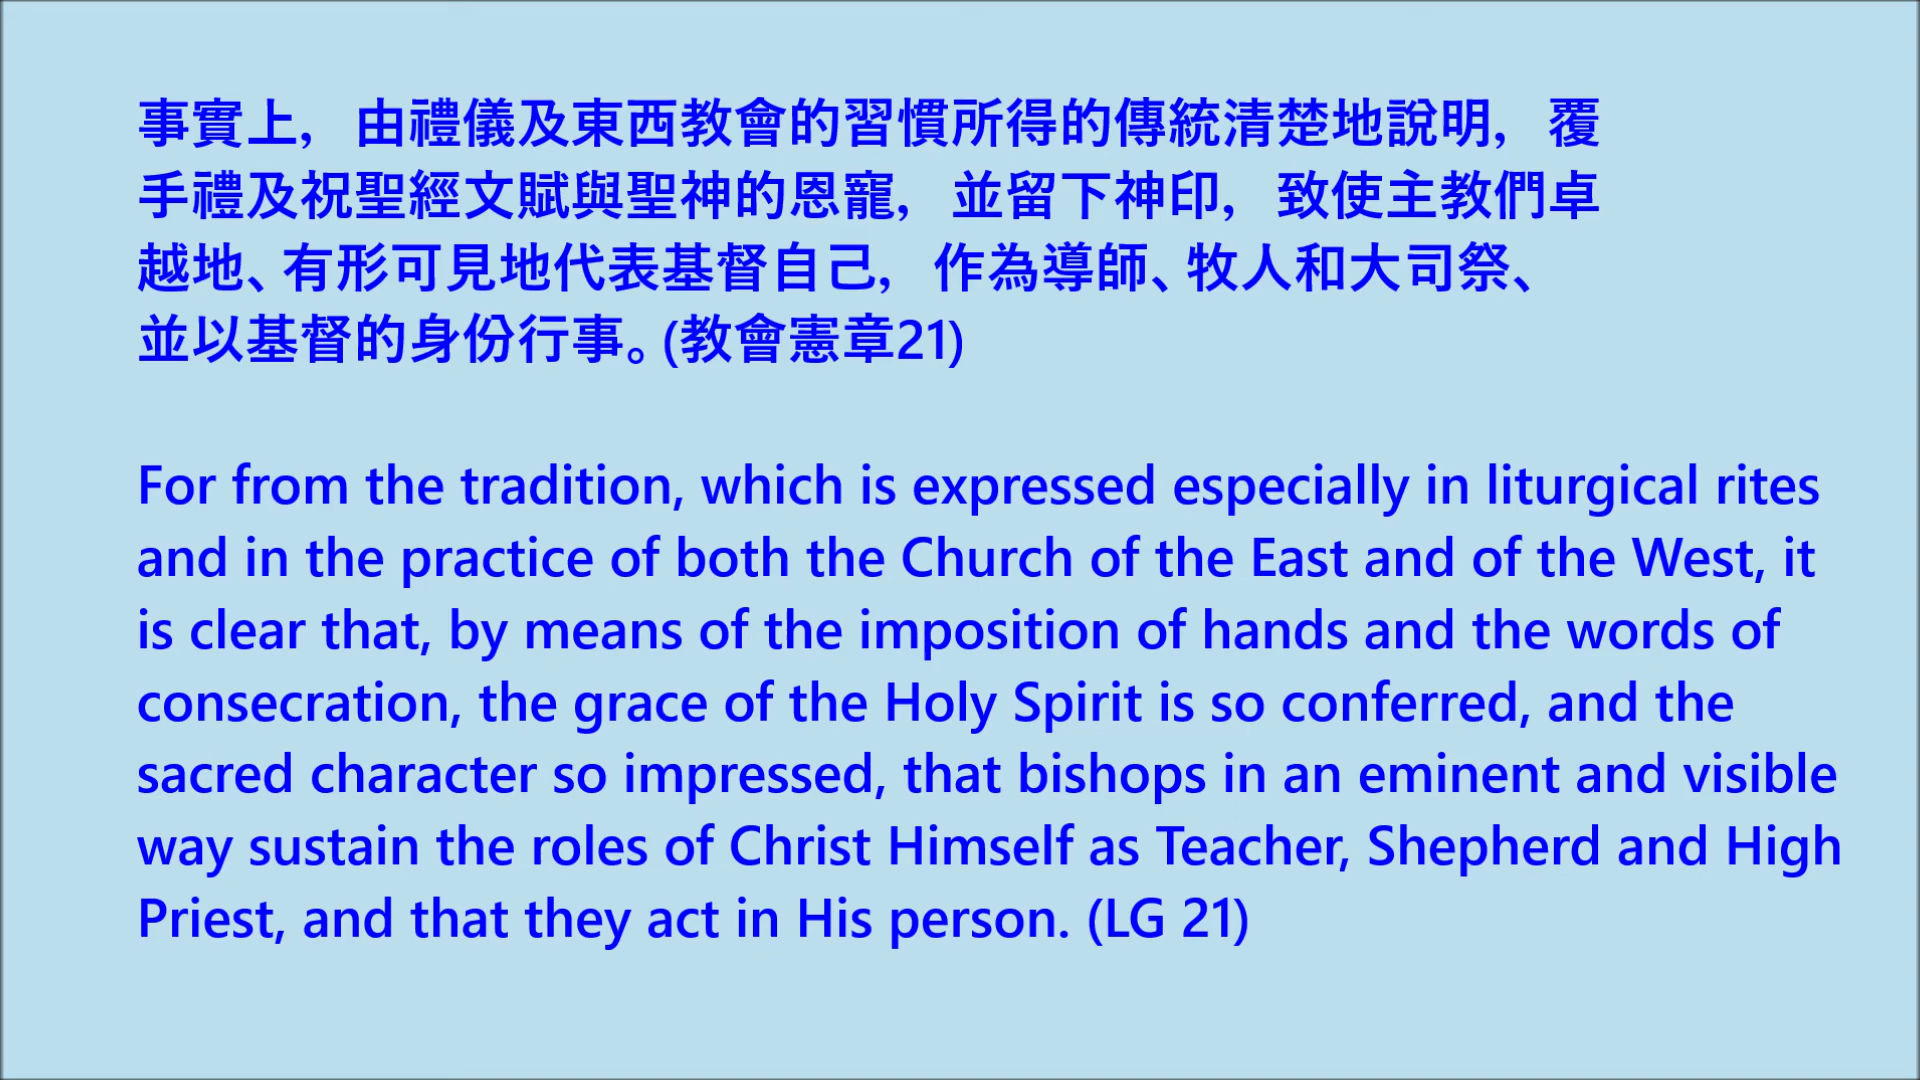 事實上，由禮儀及東西教會的習慣所得的傳統清楚地說明，覆
手禮及祝聖經文賦與聖神的恩寵，並留下神印，致使主教們卓
越地、有形可見地代表基督自己，作為導師、牧人和大司祭、
並以基督的身份行事。(教會憲章21)
For from the tradition, which is expressed especially in liturgical rites
and in the practice of both the Church of the East and of the West, it
is clear that, by means of the imposition of hands and the words of
consecration, the grace of the Holy Spirit is so conferred, and the
sacred character so impressed, that bishops in an eminent and visible
way sustain the roles of Christ Himself as Teacher, Shepherd and High
Priest, and that they act in His person. (LG 21)